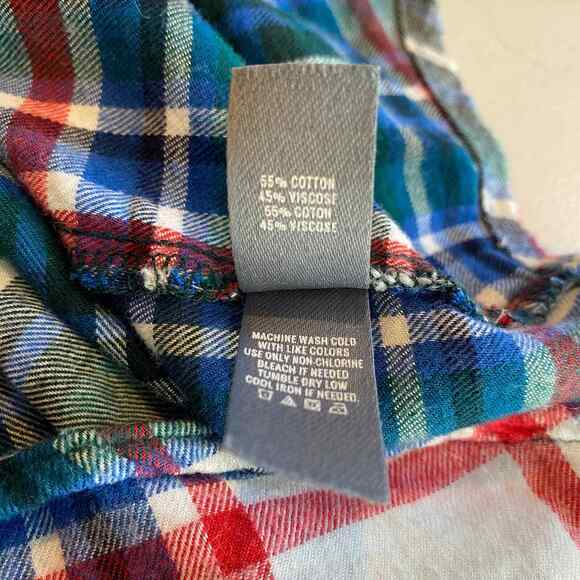 55% COTTON
45% VISCOSE
55% COTON
45% VISCOSE
MACHINE WASH COLD
WITH LIKE COLORS
USE ONLY NON-CHLORINE
BLEACH IF NEEDED
TUMBLE DRY LOW
COOL IRON IF NEEDED.